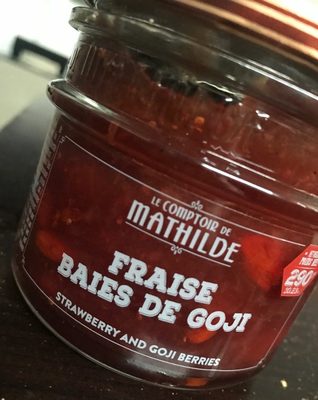 LE COMPTOIR DE
MATHILDE
FRAISE
BAIES DE GOJI
STRAWBERRY AND GOJI BERRIES
290